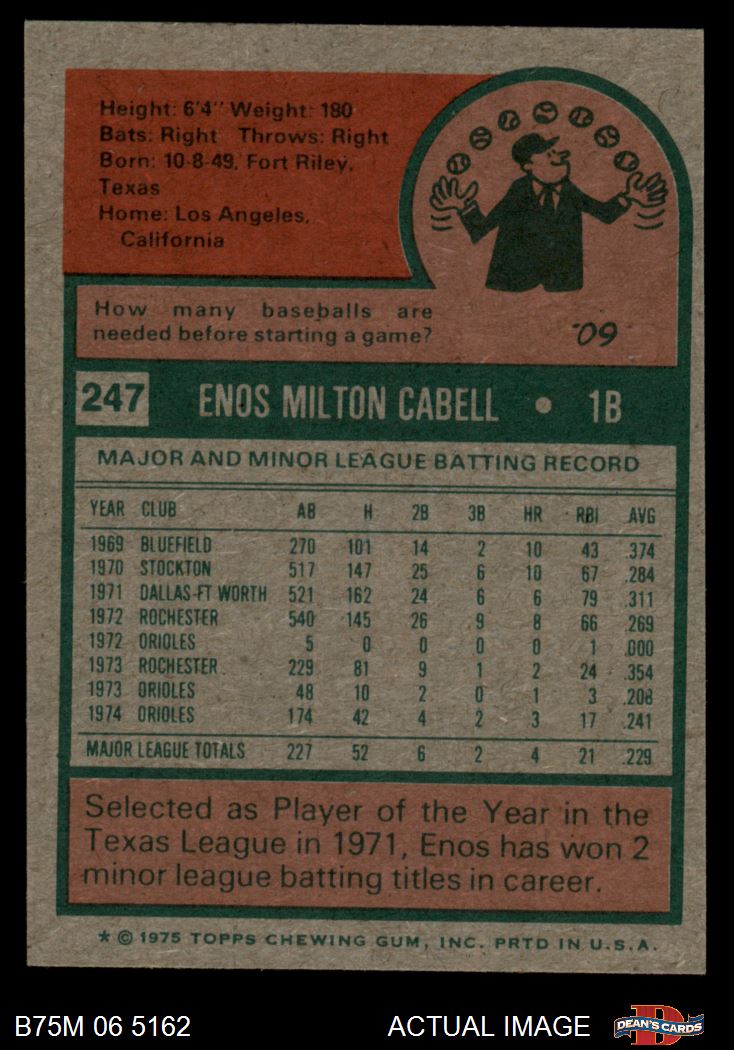 Height: 6'4" Weight: 180
Bats: Right Throws: Right
Born: 10-8-49, Fort Riley,
Texas
Home: Los Angeles,
California
How many baseballs are
needed before starting a game?
60.
247 ENOS MILTON CABELL • 1B
MAJOR AND MINOR LEAGUE BATTING RECORD
YEAR CLUB AB H 2B 3B HR RBI AVG
1969 BLUEFIELD 270 101 14 2 10 43 .374
1970 STOCKTON 517 147 25 6 10 67 .284
1971 DALLAS-FT WORTH 521 162 24 6 6 79 .311
1972 ROCHESTER 540 145 26 9 8 66 .269
1972 ORIOLES 5 0 0 0 0 1 .000
1973 ROCHESTER 229 81 9 1 2 24 .354
1973 ORIOLES 48 10 2 0 1 3 .208
1974 ORIOLES 174 42 4 2 3 17 .241
MAJOR LEAGUE TOTALS 227 52 6 2 4 21 .229
Selected as Player of the Year in the
Texas League in 1971, Enos has won 2
minor league batting titles in career.
* © 1975 TOPPS CHEWING GUM, INC. PRTD IN U.S.A.
B75M 06 5162 ACTUAL IMAGE DEAN'S CARDS